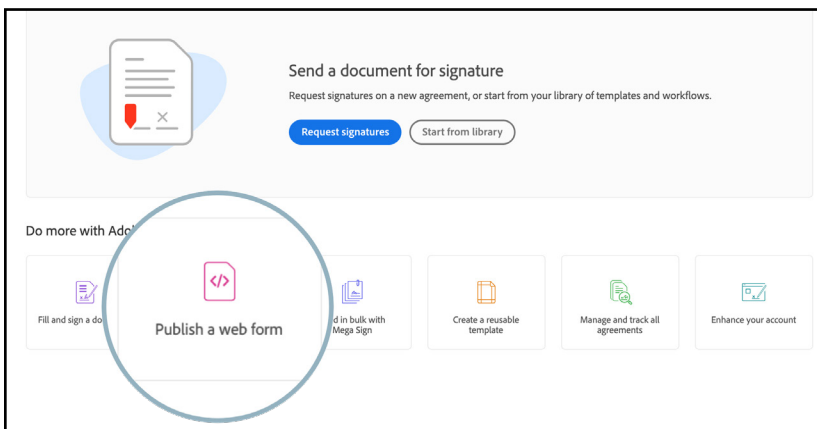 Send a document for signature
Request signatures on a new agreement, or start from your library of templates and workflows.
Request signatures
Start from library
Do more with
Fill and sign a
</>
Publish a web form
in bulk with
Mega Sign
Create a reusable
template
Manage and track all
agreements
Enhance your account